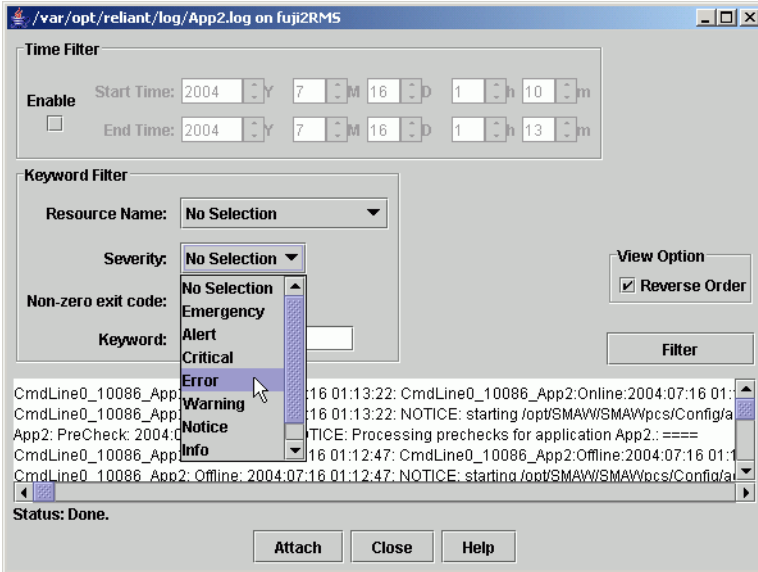 /var/opt/reliant/log/App2.log on fuji2RMS
Time Filter
Enable
Start Time: 2004 Y 7 M 16 D 1 h 10 m
End Time: 2004 Y 7 M 16 D 1 h 13 m
Keyword Filter
Resource Name: No Selection
Severity: No Selection
No Selection
Emergency
Alert
Critical
Error
Warning
Notice
Info
Non-zero exit code:
Keyword:
View Option
Reverse Order
Filter
CmdLine0_10086_App :16 01:13:22: CmdLine0_10086_App2:Online:2004:07:16 01:
CmdLine0_10086_App :16 01:13:22: NOTICE: starting /opt/SMAW/SMAWpcs/Config/a
App2: PreCheck: 2004: TICE: Processing prechecks for application App2.: ====
CmdLine0_10086_App :16 01:12:47: CmdLine0_10086_App2:Offline:2004:07:16 01:1
CmdLine0_10086_App2: Offline: 2004:07:16 01:12:47: NOTICE: starting /opt/SMAW/SMAWpcs/Config/a
Status: Done.
Attach
Close
Help